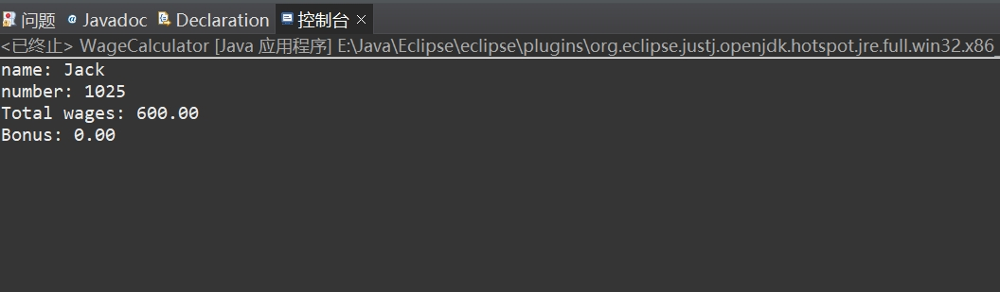 问题 @ Javadoc Declaration 控制台
<已终止> WageCalculator [Java 应用程序] E:\Java\Eclipse\eclipse\plugins\org.eclipse.justj.openjdk.hotspot.jre.full.win32.x86_
name: Jack
number: 1025
Total wages: 600.00
Bonus: 0.00